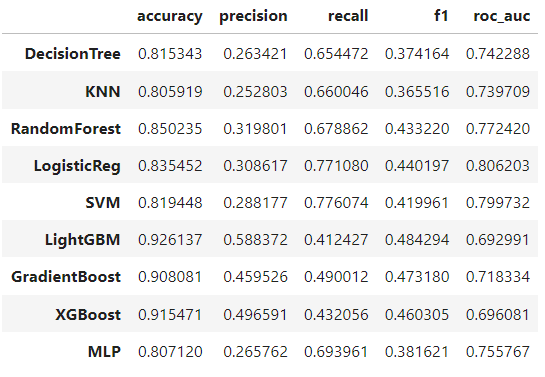 accuracy precision recall f1 roc_auc
DecisionTree 0.815343 0.263421 0.654472 0.374164 0.742288
KNN 0.805919 0.252803 0.660046 0.365516 0.739709
RandomForest 0.850235 0.319801 0.678862 0.433220 0.772420
LogisticReg 0.835452 0.308617 0.771080 0.440197 0.806203
SVM 0.819448 0.288177 0.776074 0.419961 0.799732
LightGBM 0.926137 0.588372 0.412427 0.484294 0.692991
GradientBoost 0.908081 0.459526 0.490012 0.473180 0.718334
XGBoost 0.915471 0.496591 0.432056 0.460305 0.696081
MLP 0.807120 0.265762 0.693961 0.381621 0.755767